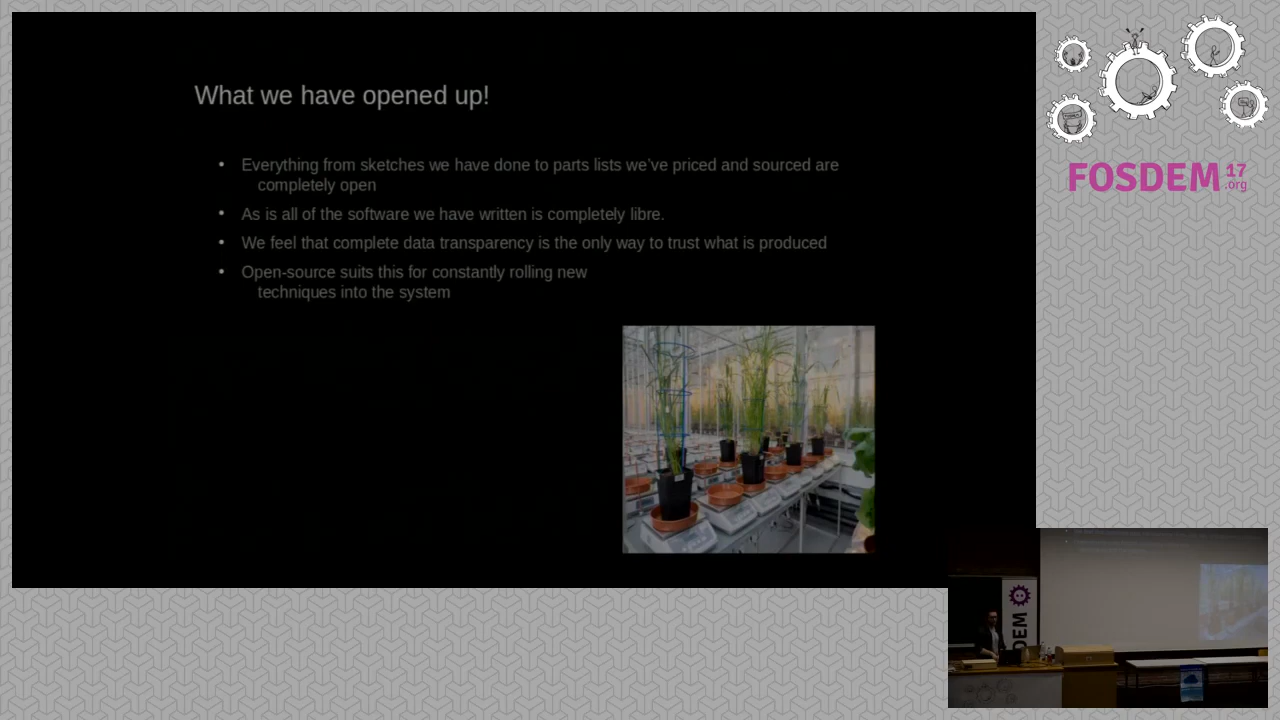 What we have opened up!
• Everything from sketches we have done to parts lists we've priced and sourced are
completely open
• As is all of the software we have written is completely libre.
• We feel that complete data transparency is the only way to trust what is produced
• Open-source suits this for constantly rolling new
techniques into the system
FOSDEM 17
.org
DEM